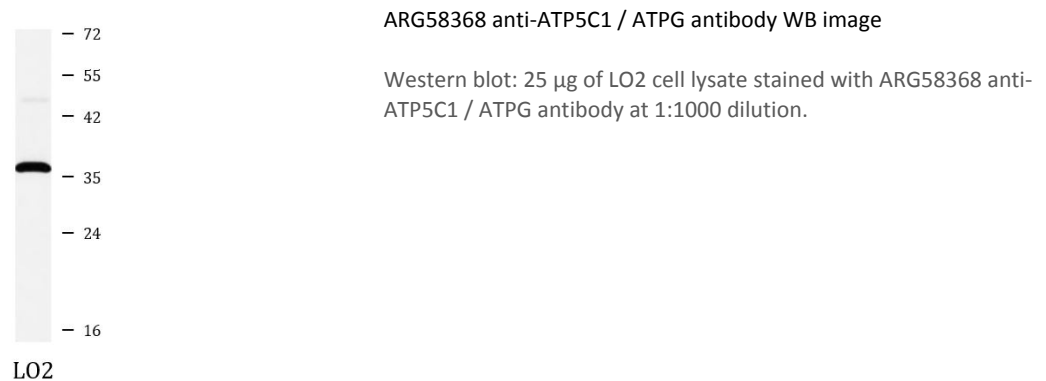 ARG58368 anti-ATP5C1 / ATPG antibody WB image
Western blot: 25 µg of LO2 cell lysate stained with ARG58368 anti-
ATP5C1 / ATPG antibody at 1:1000 dilution.
72
55
42
35
24
16
LO2